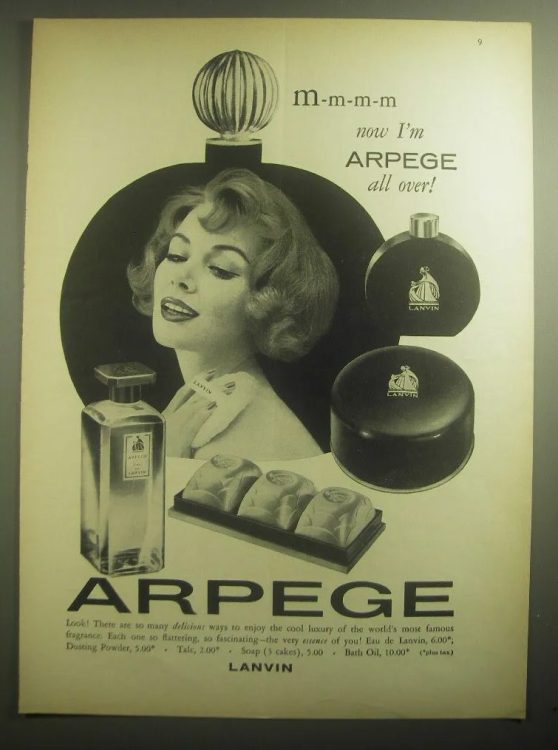 9
m-m-m-m
now I'm
ARPEGE
all over!
LANVIN
LANVIN
LANVIN
ARPEGE
LANVIN
ARPEGE
Look! There are so many delicious ways to enjoy the cool luxury of the world's most famous
fragrance. Each one so flattering, so fascinating—the very essence of you! Eau de Lanvin, 6.00*;
Dusting Powder, 5.00* • Talc, 2.00* • Soap (3 cakes), 5.00 • Bath Oil, 10.00* (*plus tax)
LANVIN